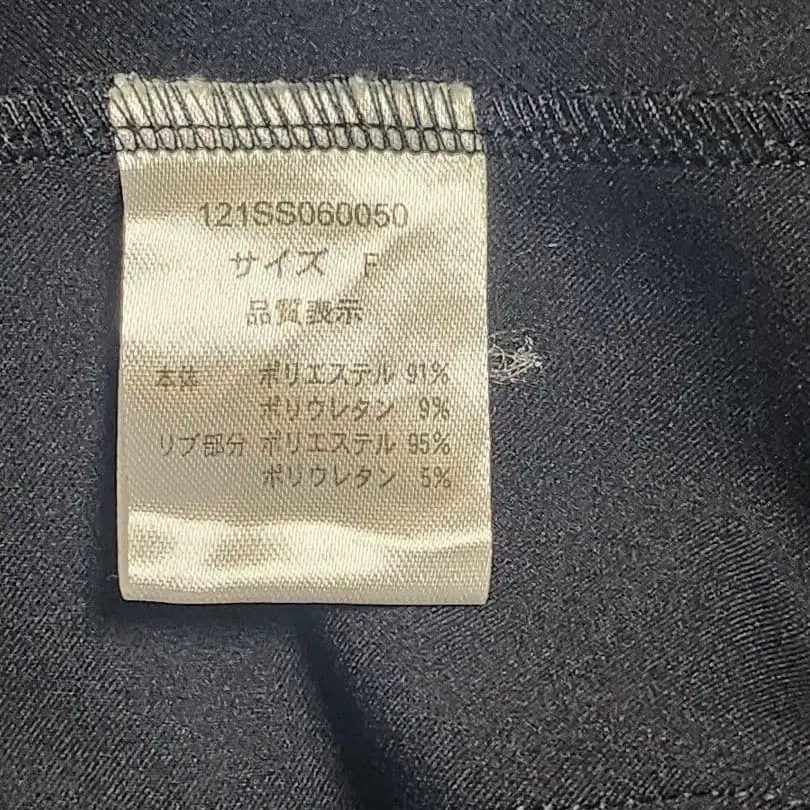 121SS060050
サイズ F
品質表示
本体 ポリエステル 91%
ポリウレタン 9%
リブ部分 ポリエステル 95%
ポリウレタン 5%